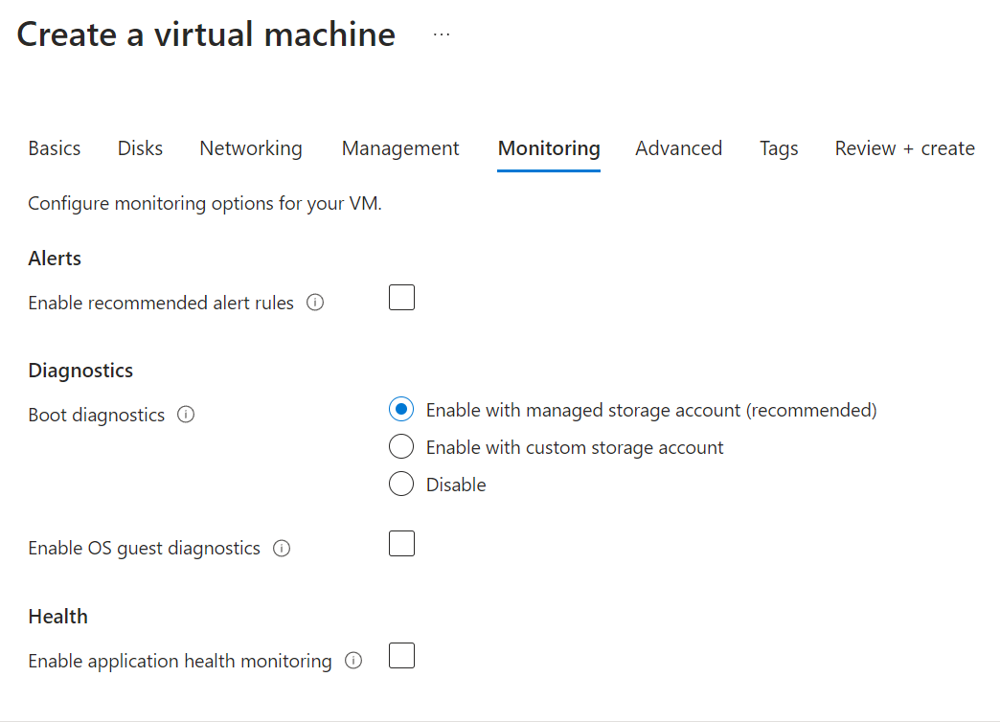 Create a virtual machine ...
Basics Disks Networking Management Monitoring Advanced Tags Review + create
Configure monitoring options for your VM.
Alerts
Enable recommended alert rules
Diagnostics
Boot diagnostics
Enable with managed storage account (recommended)
Enable with custom storage account
Disable
Enable OS guest diagnostics
Health
Enable application health monitoring